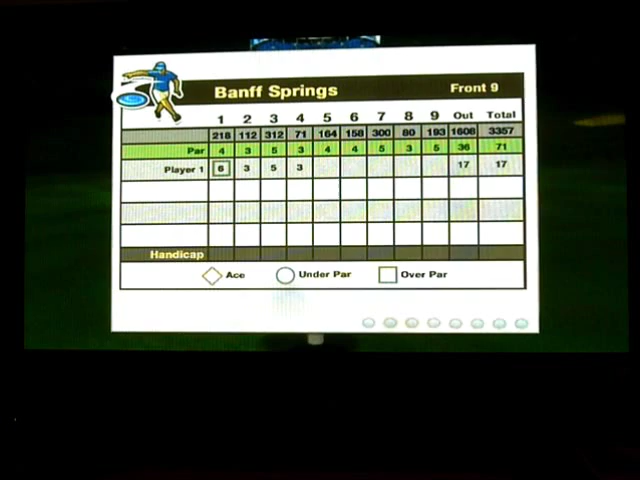 Banff Springs Front 9
1 2 3 4 5 6 7 8 9 Out Total
218 112 312 71 164 158 300 80 193 1608 3357
Par 4 3 5 3 4 4 5 3 5 36 71
Player 1 6 3 5 3 17 17
Handicap
Ace Under Par Over Par